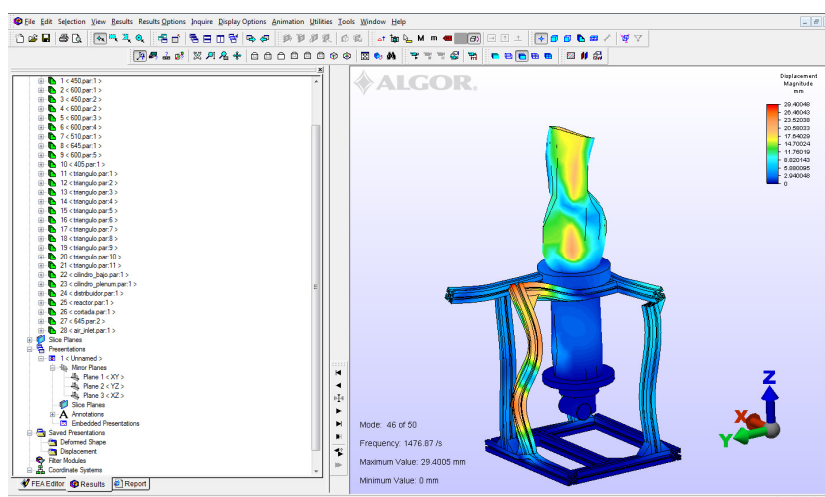 File Edit Selection View Results Results Options Inquire Display Options Animation Utilities Tools Window Help
1 < 450.par:1 >
2 < 600.par:1 >
3 < 450.par:2 >
4 < 600.par:2 >
5 < 600.par:3 >
6 < 600.par:4 >
7 < 510.par:1 >
8 < 645.par:1 >
9 < 600.par:5 >
10 < 405.par:1 >
11 < triangulo.par:1 >
12 < triangulo.par:2 >
13 < triangulo.par:3 >
14 < triangulo.par:4 >
15 < triangulo.par:5 >
16 < triangulo.par:6 >
17 < triangulo.par:7 >
18 < triangulo.par:8 >
19 < triangulo.par:9 >
20 < triangulo.par:10 >
21 < triangulo.par:11 >
22 < cilindro_bajo.par:1 >
23 < cilindro_plenum.par:1 >
24 < distribuidor.par:1 >
25 < reactor.par:1 >
26 < cortada.par:1 >
27 < 645.par:2 >
28 < air_inlet.par:1 >
Slice Planes
Presentations
1 < Unnamed >
Mirror Planes
Plane 1 < XY >
Plane 2 < YZ >
Plane 3 < XZ >
Slice Planes
A Annotations
Embedded Presentations
Saved Presentations
Deformed Shape
Displacement
Filter Modules
Coordinate Systems
FEA Editor Results Report
ALGOR.
Displacement
Magnitude
mm
29.40048
26.46043
23.52038
20.58033
17.64029
14.70024
11.76019
8.820143
5.880095
2.940048
0
Mode: 46 of 50
Frequency: 1476.87 /s
Maximum Value: 29.4005 mm
Minimum Value: 0 mm
Z
X
Y